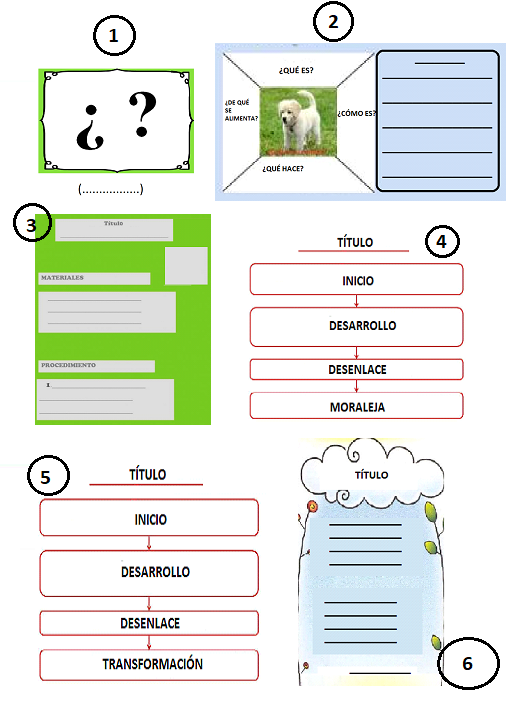 1
¿ ?
(.................)
2
¿QUÉ ES?
¿DE QUÉ
SE
ALIMENTA?
¿CÓMO ES?
¿QUÉ HACE?
3
Título
MATERIALES
PROCEDIMIENTO
1
4
TÍTULO
INICIO
DESARROLLO
DESENLACE
MORALEJA
5
TÍTULO
INICIO
DESARROLLO
DESENLACE
TRANSFORMACIÓN
TÍTULO
6